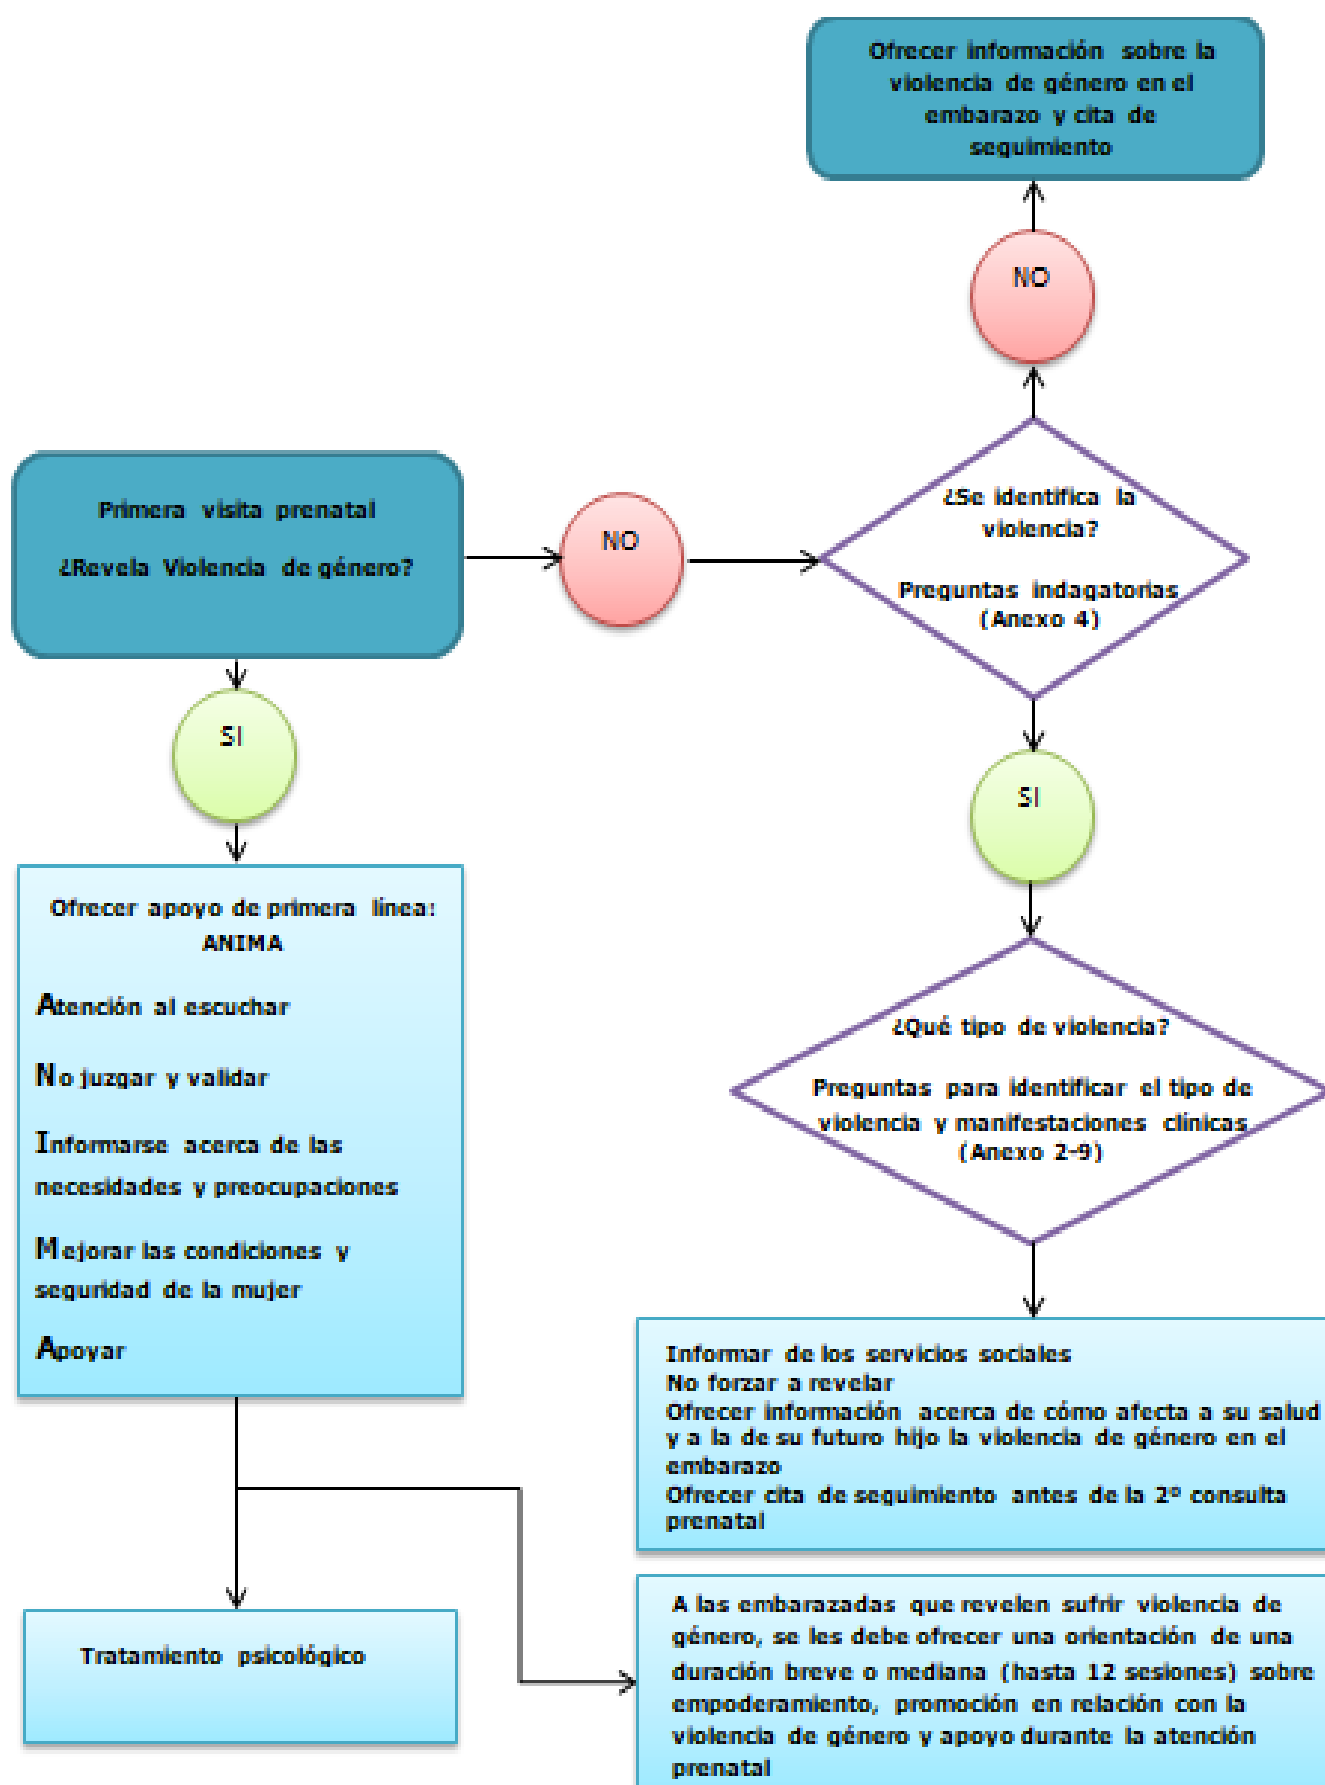 Ofrecer información sobre la
violencia de género en el
embarazo y cita de
seguimiento
NO
¿Se identifica la
violencia?
Preguntas indagatorias
(Anexo 4)
Primera visita prenatal
¿Revela Violencia de género?
NO
SI
SI
Ofrecer apoyo de primera línea:
ANIMA
Atención al escuchar
No juzgar y validar
Informarse acerca de las
necesidades y preocupaciones
Mejorar las condiciones y
seguridad de la mujer
Apoyar
¿Qué tipo de violencia?
Preguntas para identificar el tipo de
violencia y manifestaciones clínicas
(Anexo 2-9)
Informar de los servicios sociales
No forzar a revelar
Ofrecer información acerca de cómo afecta a su salud
y a la de su futuro hijo la violencia de género en el
embarazo
Ofrecer cita de seguimiento antes de la 2º consulta
prenatal
Tratamiento psicológico
A las embarazadas que revelen sufrir violencia de
género, se les debe ofrecer una orientación de una
duración breve o mediana (hasta 12 sesiones) sobre
empoderamiento, promoción en relación con la
violencia de género y apoyo durante la atención
prenatal